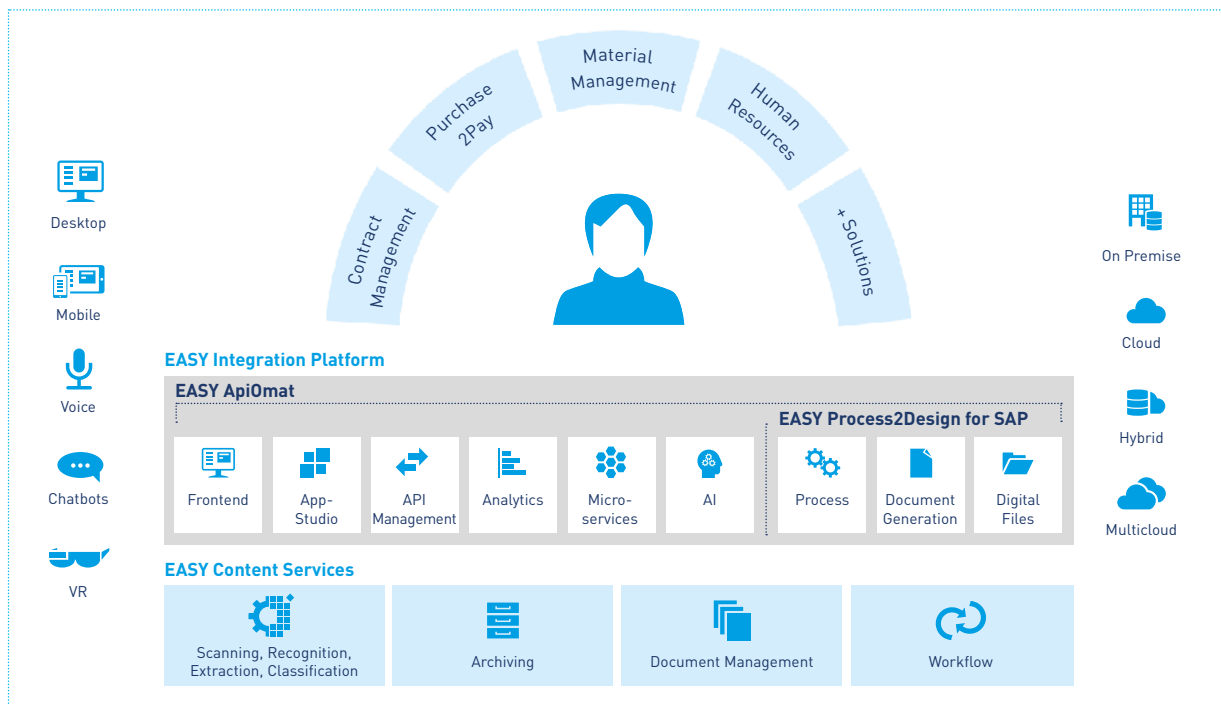 Contract
Management
Purchase
2Pay
Material
Management
Human
Resources
+ Solutions
Desktop
Mobile
Voice
Chatbots
VR
On Premise
Cloud
Hybrid
Multicloud
EASY Integration Platform
EASY ApiOmat
EASY Process2Design for SAP
Frontend
App-
Studio
API
Management
Analytics
Micro-
services
AI
Process
Document
Generation
Digital
Files
EASY Content Services
Scanning, Recognition,
Extraction, Classification
Archiving
Document Management
Workflow